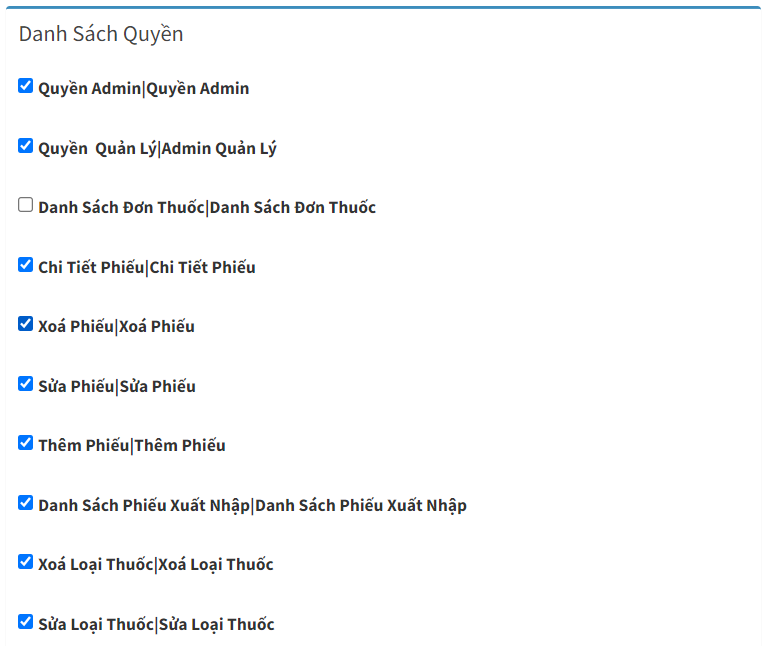 Danh Sách Quyền
Quyền Admin|Quyền Admin
Quyền  Quản Lý|Admin Quản Lý
Danh Sách Đơn Thuốc|Danh Sách Đơn Thuốc
Chi Tiết Phiếu|Chi Tiết Phiếu
Xoá Phiếu|Xoá Phiếu
Sửa Phiếu|Sửa Phiếu
Thêm Phiếu|Thêm Phiếu
Danh Sách Phiếu Xuất Nhập|Danh Sách Phiếu Xuất Nhập
Xoá Loại Thuốc|Xoá Loại Thuốc
Sửa Loại Thuốc|Sửa Loại Thuốc